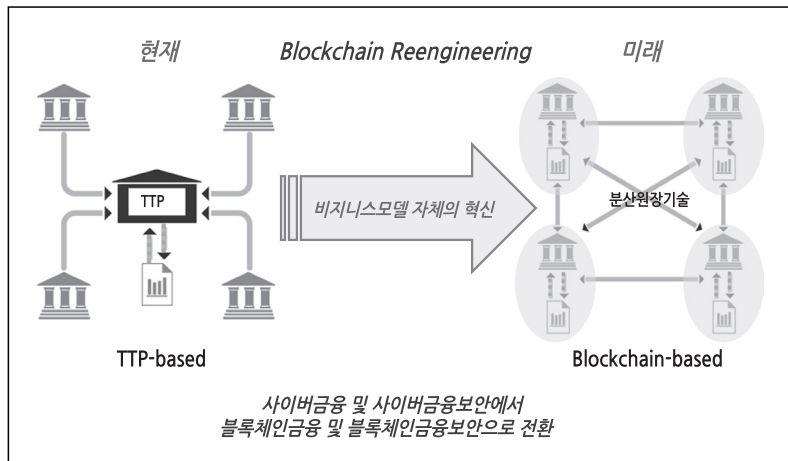 현재
Blockchain Reengineering
미래
TTP
비지니스모델 자체의 혁신
분산원장기술
TTP-based
Blockchain-based
사이버금융 및 사이버금융보안에서
블록체인금융 및 블록체인금융보안으로 전환